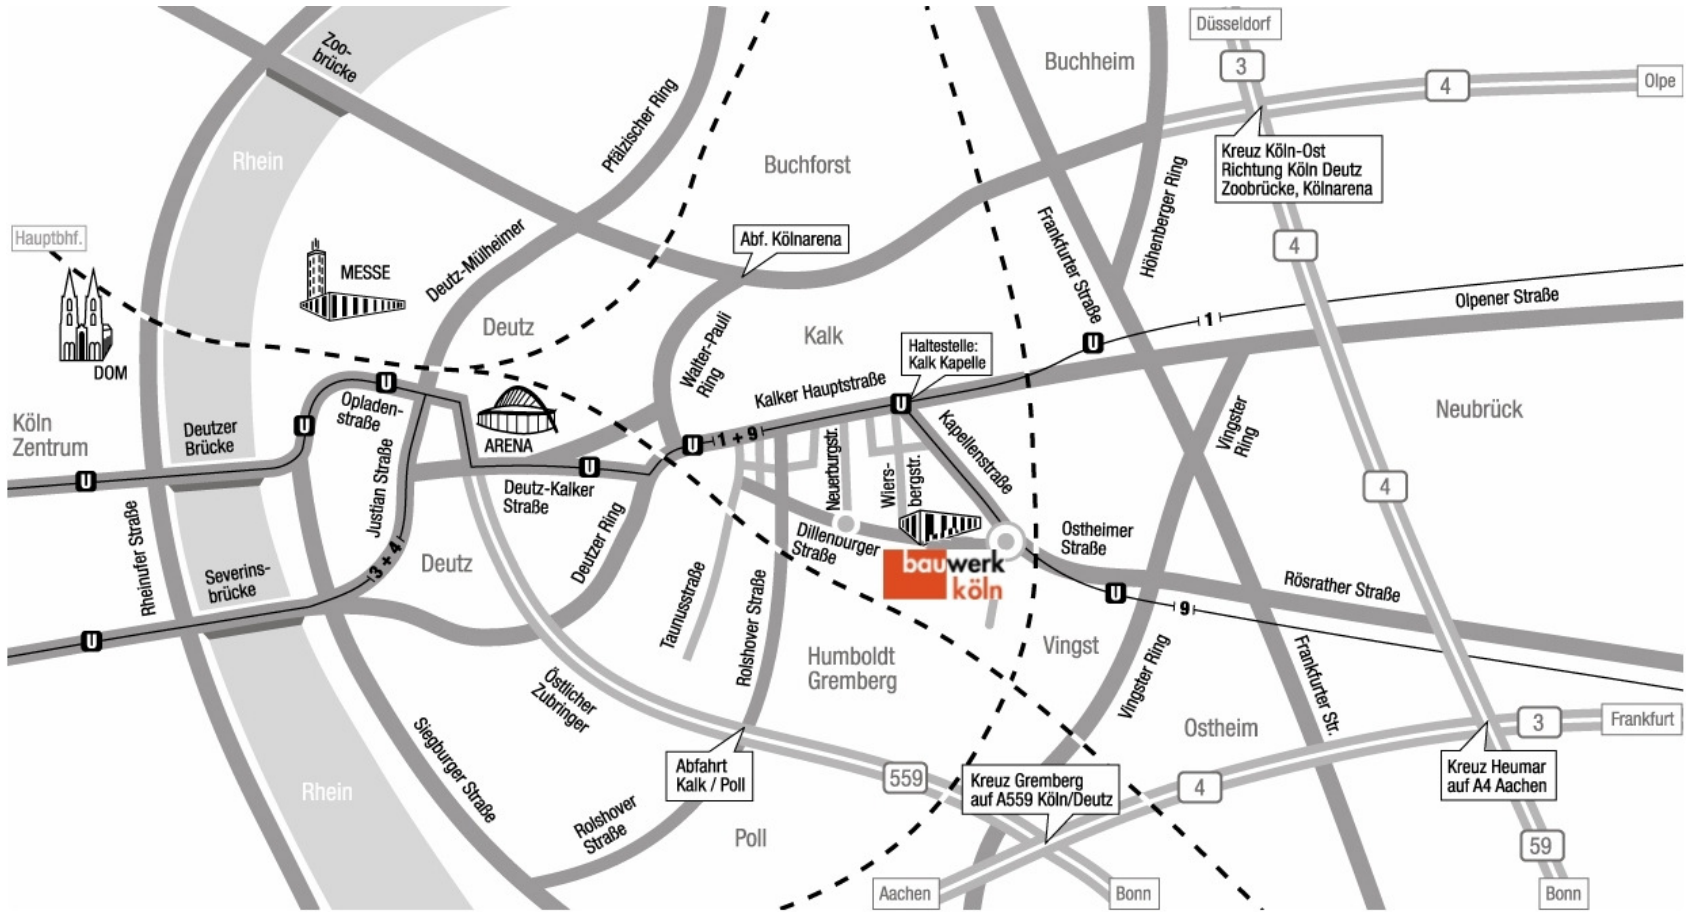 Düsseldorf
Zoo-
brücke
3
4
Olpe
Buchheim
Pfälzischer Ring
Rhein
Buchforst
Kreuz Köln-Ost
Richtung Köln Deutz
Zoobrücke, Kölnarena
Höhenberger Ring
Frankfurter Straße
Hauptbhf.
Abf. Kölnarena
4
MESSE
Deutz-Mülheimer
Deutz
DOM
Walter-Pauli
Ring
Kalk
Haltestelle:
Kalk Kapelle
1
Olpener Straße
U
U
Opladen-
straße
ARENA
Kalker Hauptstraße
U
Köln
Zentrum
Deutzer
Brücke
U
U
1 + 9
Kapellenstraße
Vingster
Ring
Neubrück
U
Justian Straße
U
Deutz-Kalker
Straße
Neuerburgstr.
Wiers-
bergstr.
4
Rheinuferstraße
Severins-
brücke
3 + 4
Deutz
Deutzer Ring
Dillenburger
Straße
Ostheimer
Straße
bauwerk
köln
Taunusstraße
Rolshover Straße
U
9
Rösrather Straße
U
Humboldt
Gremberg
Vingst
Vingster Ring
Frankfurter Str.
Östlicher
Zubringer
Siegburger Straße
Ostheim
3
Frankfurt
Rhein
Abfahrt
Kalk / Poll
559
Kreuz Gremberg
auf A559 Köln/Deutz
4
Kreuz Heumar
auf A4 Aachen
Rolshover
Straße
Poll
59
Aachen
Bonn
Bonn